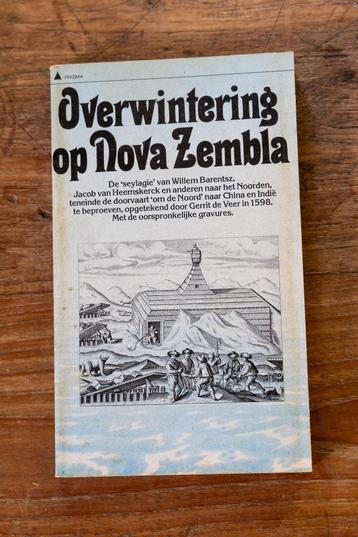 PRISMA
Overwintering
op Nova Zembla
De 'seylagie' van Willem Barentsz,
Jacob van Heemskerck en anderen naar het Noorden,
teneinde de doorvaart 'om de Noord' naar China en Indië
te beproeven, opgetekend door Gerrit de Veer in 1598.
Met de oorspronkelijke gravures.